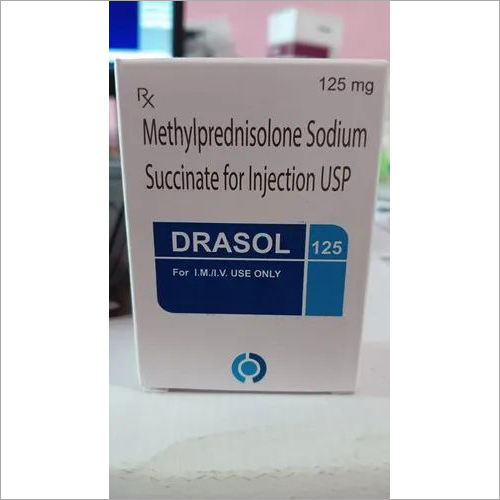 Rx
125 mg
Methylprednisolone Sodium
Succinate for Injection USP
DRASOL 125
For I.M./I.V. USE ONLY